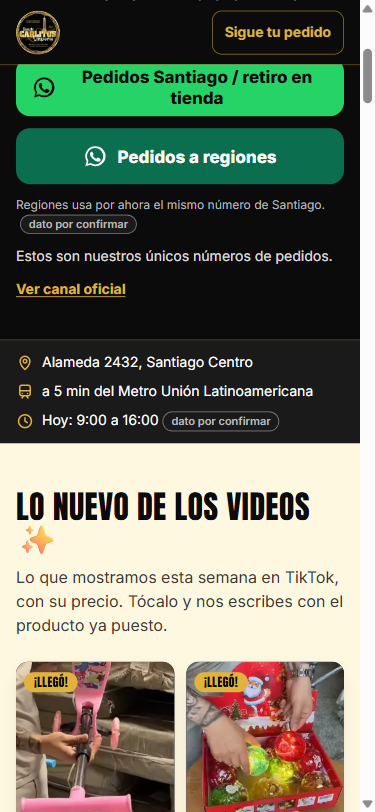 CARLITOS
Sigue tu pedido
Pedidos Santiago / retiro en
tienda
Pedidos a regiones
Regiones usa por ahora el mismo número de Santiago.
dato por confirmar
Estos son nuestros únicos números de pedidos.
Ver canal oficial
Alameda 2432, Santiago Centro
a 5 min del Metro Unión Latinoamericana
Hoy: 9:00 a 16:00 dato por confirmar
LO NUEVO DE LOS VIDEOS
✨
Lo que mostramos esta semana en TikTok,
con su precio. Tócalo y nos escribes con el
producto ya puesto.
¡LLEGÓ!
¡LLEGÓ!